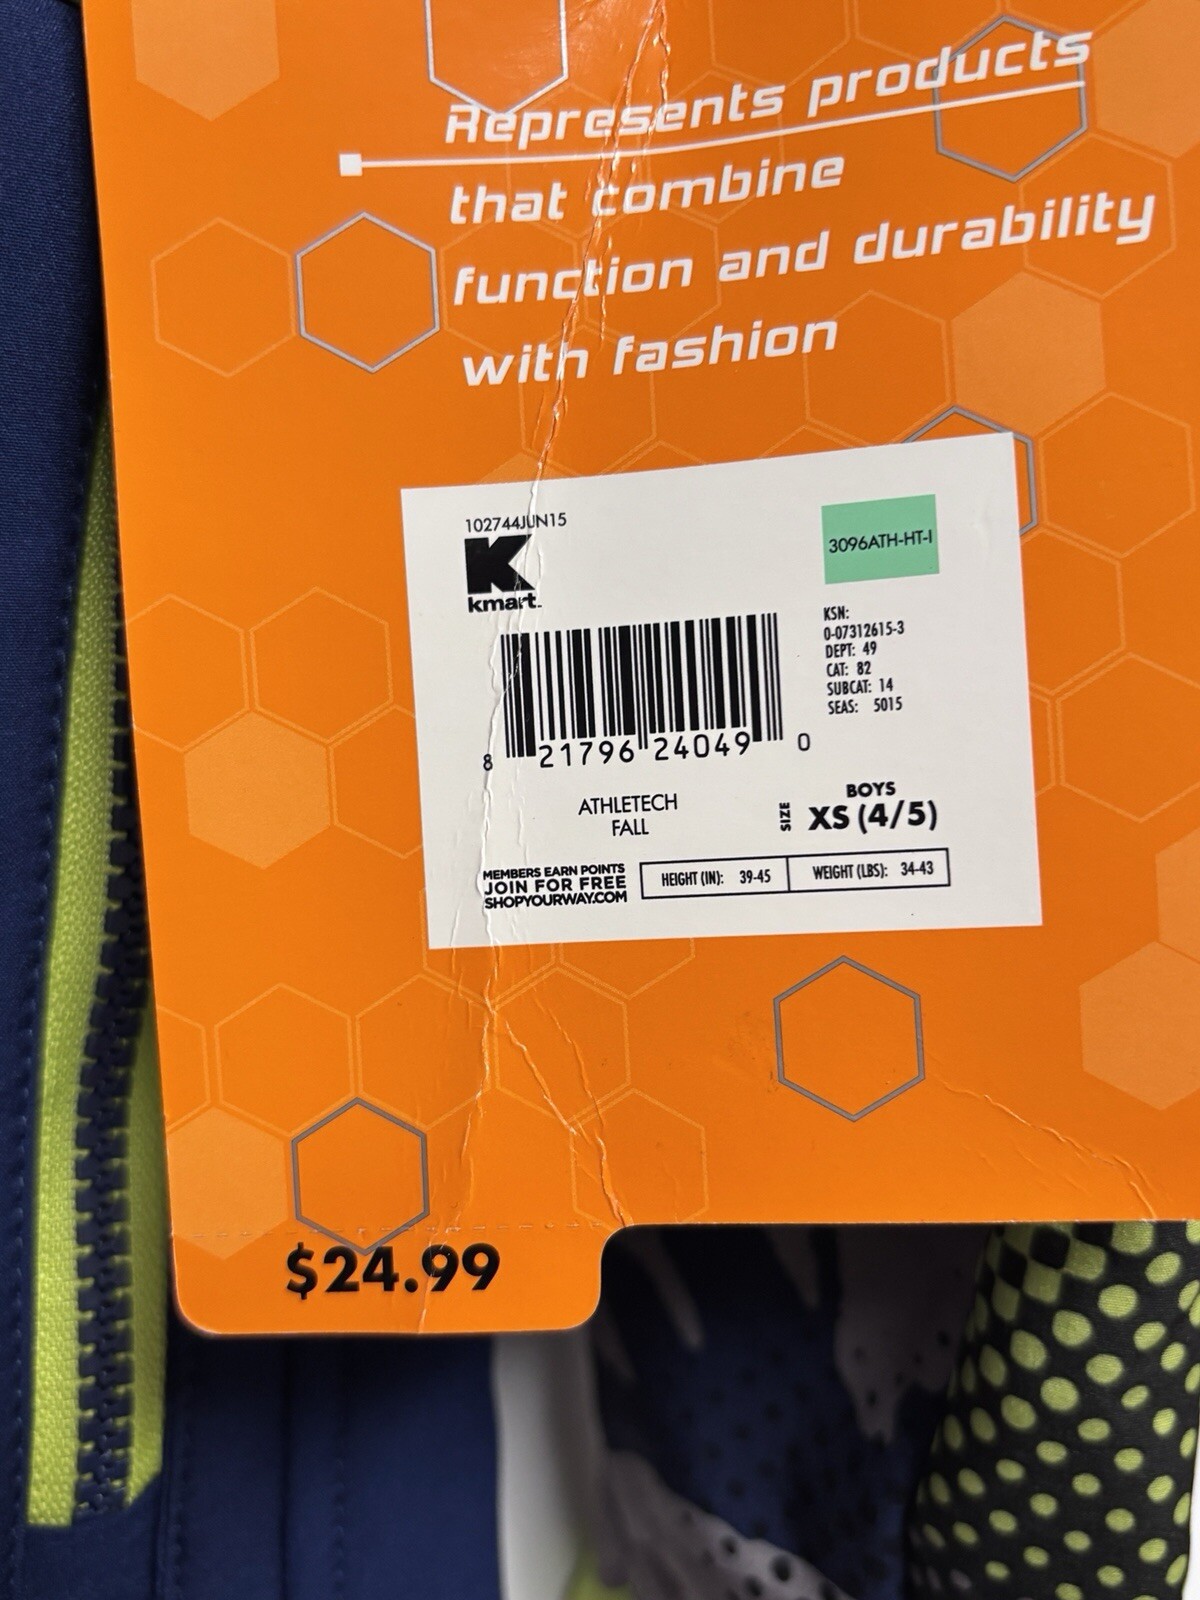 Represents products
that combine
function and durability
with fashion
102744JUN15
K
kmart.
3096ATH-HT-I
KSN:
0-07312615-3
DEPT: 49
CAT: 82
SUBCAT: 14
SEAS: 5015
8 21796 24049 0
ATHLETECH
FALL
SIZE
BOYS
XS (4/5)
MEMBERS EARN POINTS
JOIN FOR FREE
SHOPYOURWAY.COM
HEIGHT (IN): 39-45
WEIGHT (LBS): 34-43
$24.99